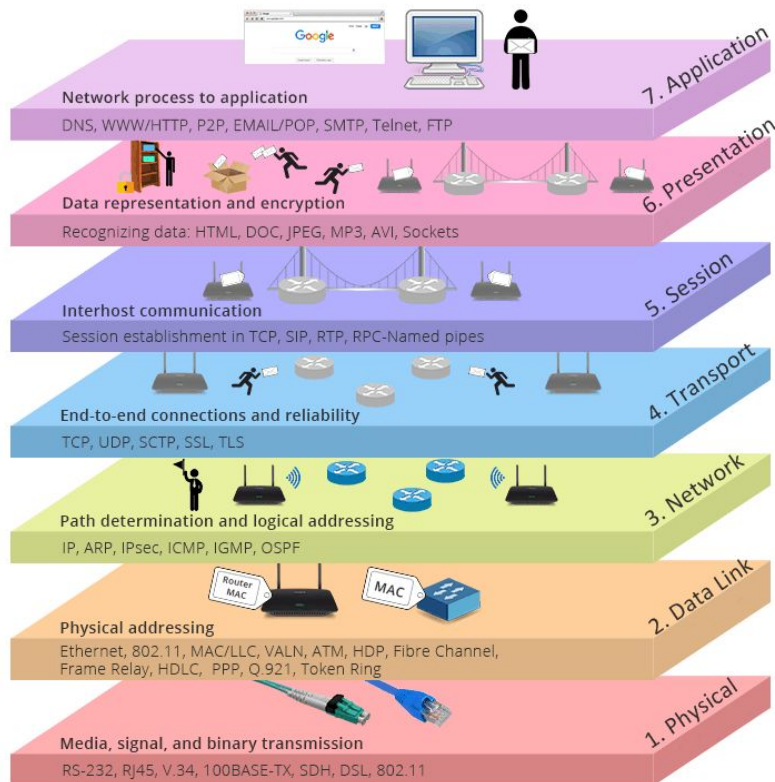 Google
7. Application
Network process to application
DNS, WWW/HTTP, P2P, EMAIL/POP, SMTP, Telnet, FTP
6. Presentation
Data representation and encryption
Recognizing data: HTML, DOC, JPEG, MP3, AVI, Sockets
5. Session
Interhost communication
Session establishment in TCP, SIP, RTP, RPC-Named pipes
4. Transport
End-to-end connections and reliability
TCP, UDP, SCTP, SSL, TLS
3. Network
Path determination and logical addressing
IP, ARP, IPsec, ICMP, IGMP, OSPF
Router
MAC
MAC
2. Data Link
Physical addressing
Ethernet, 802.11, MAC/LLC, VALN, ATM, HDP, Fibre Channel,
Frame Relay, HDLC, PPP, Q.921, Token Ring
1. Physical
Media, signal, and binary transmission
RS-232, RJ45, V.34, 100BASE-TX, SDH, DSL, 802.11